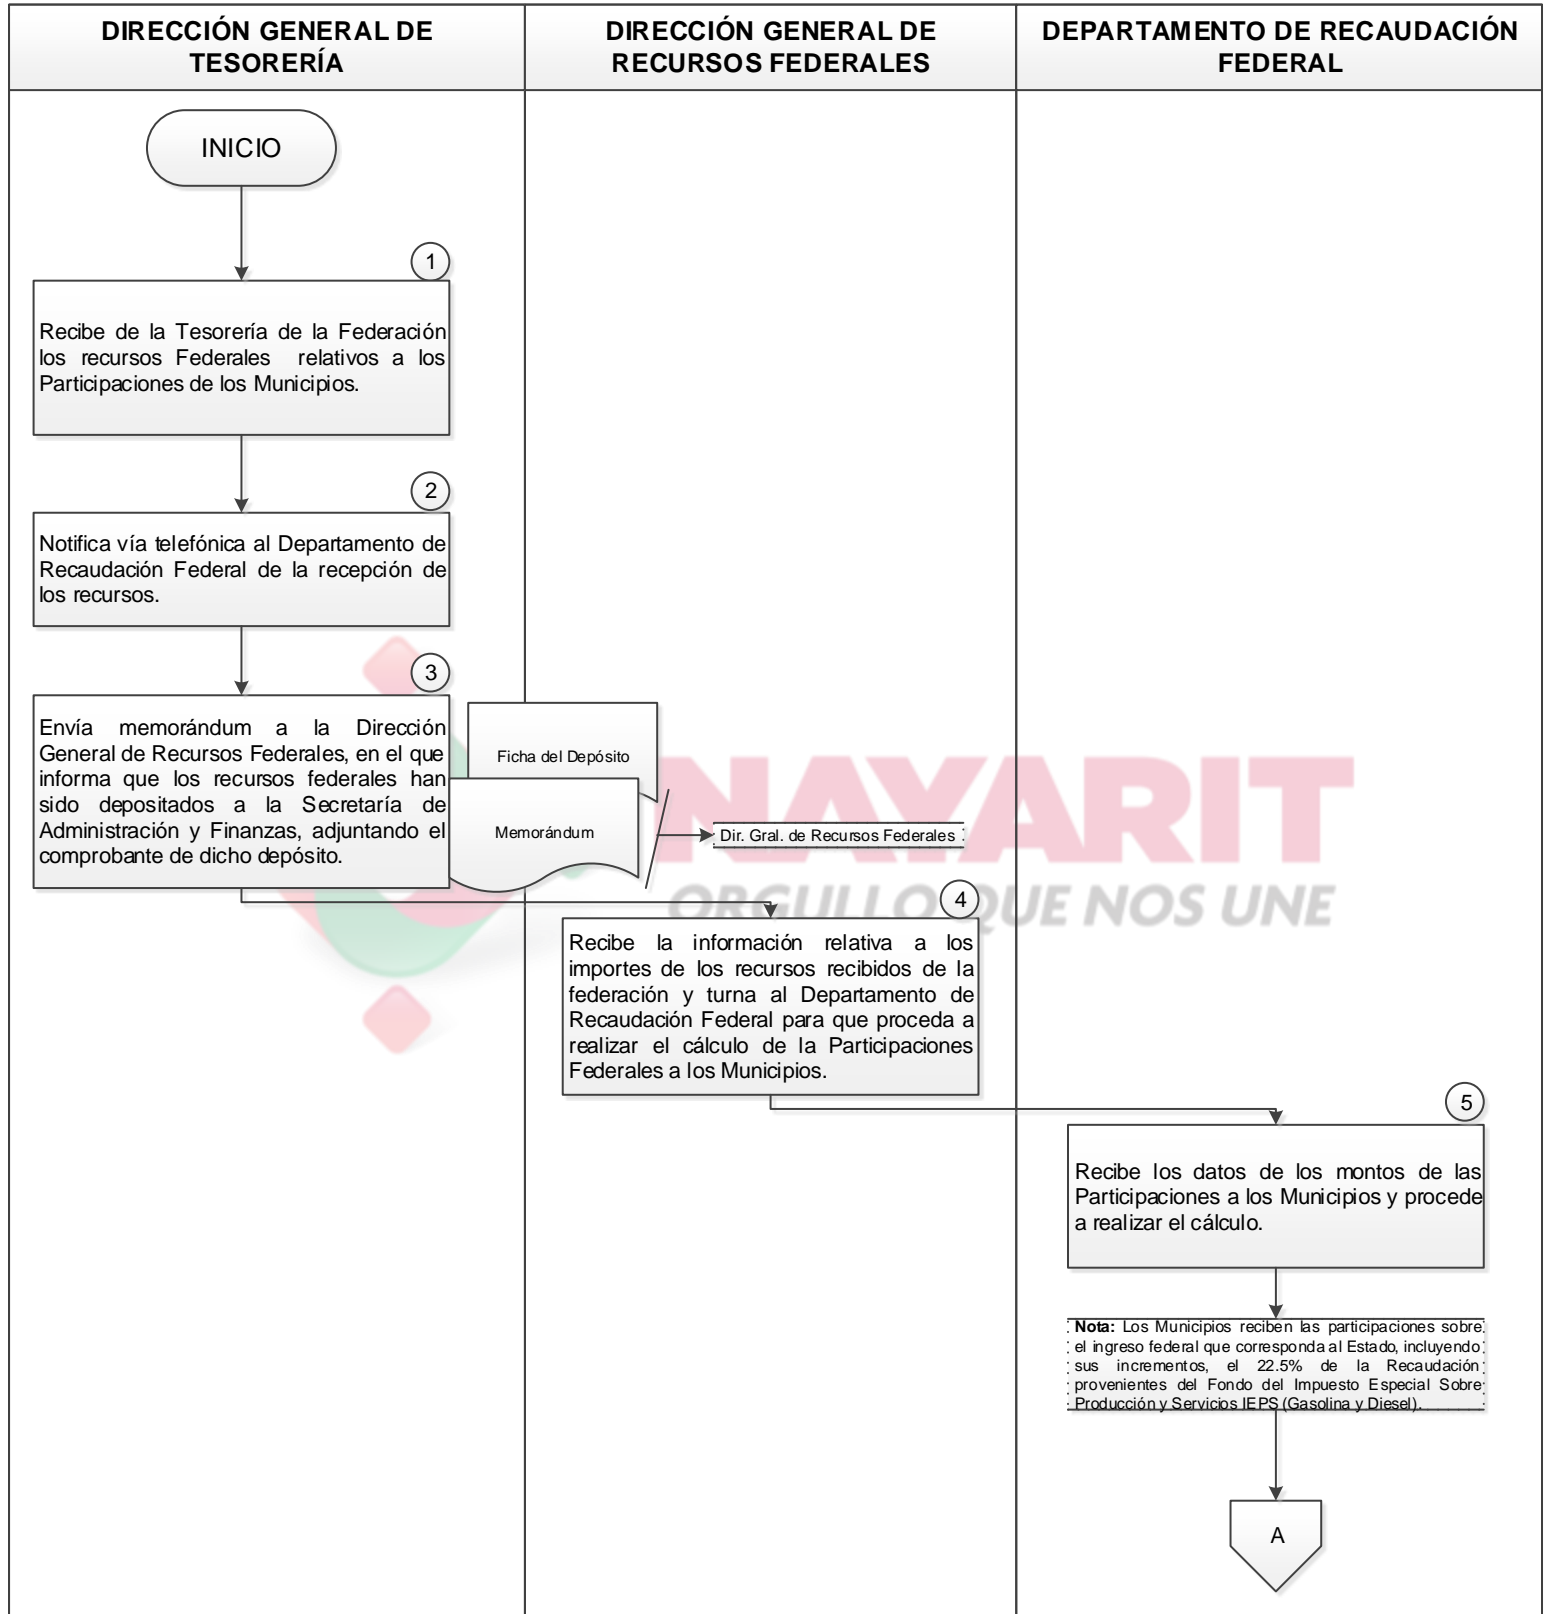 DIRECCIÓN GENERAL DE
TESORERÍA
DIRECCIÓN GENERAL DE
RECURSOS FEDERALES
DEPARTAMENTO DE RECAUDACIÓN
FEDERAL
INICIO
1
Recibe de la Tesorería de la Federación
los recursos Federales relativos a los
Participaciones de los Municipios.
2
Notifica vía telefónica al Departamento de
Recaudación Federal de la recepción de
los recursos.
3
Envía memorándum a la Dirección
General de Recursos Federales, en el que
informa que los recursos federales han
sido depositados a la Secretaría de
Administración y Finanzas, adjuntando el
comprobante de dicho depósito.
Ficha del Depósito
Memorándum
Dir. Gral. de Recursos Federales
NAYARIT
ORGULLO QUE NOS UNE
4
Recibe la información relativa a los
importes de los recursos recibidos de la
federación y turna al Departamento de
Recaudación Federal para que proceda a
realizar el cálculo de la Participaciones
Federales a los Municipios.
5
Recibe los datos de los montos de las
Participaciones a los Municipios y procede
a realizar el cálculo.
Nota: Los Municipios reciben las participaciones sobre
el ingreso federal que corresponda al Estado, incluyendo
sus incrementos, el 22.5% de la Recaudación
provenientes del Fondo del Impuesto Especial Sobre
Producción y Servicios IEPS (Gasolina y Diesel).
A